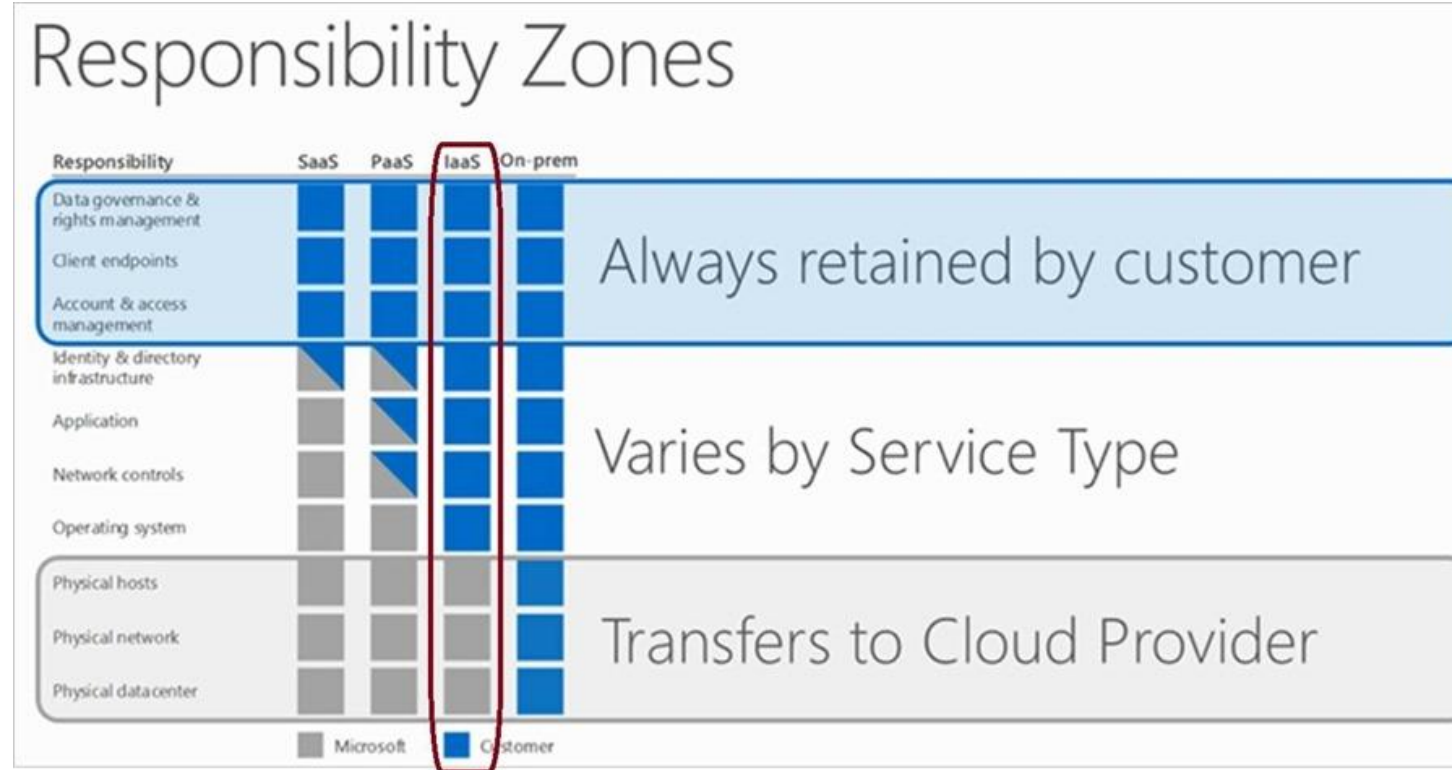 Responsibility Zones
Responsibility SaaS PaaS IaaS On-prem
Data governance &
rights management
Client endpoints
Account & access
management
Always retained by customer
Identity & directory
infrastructure
Application
Network controls
Operating system
Varies by Service Type
Physical hosts
Physical network
Physical datacenter
Transfers to Cloud Provider
Microsoft Customer